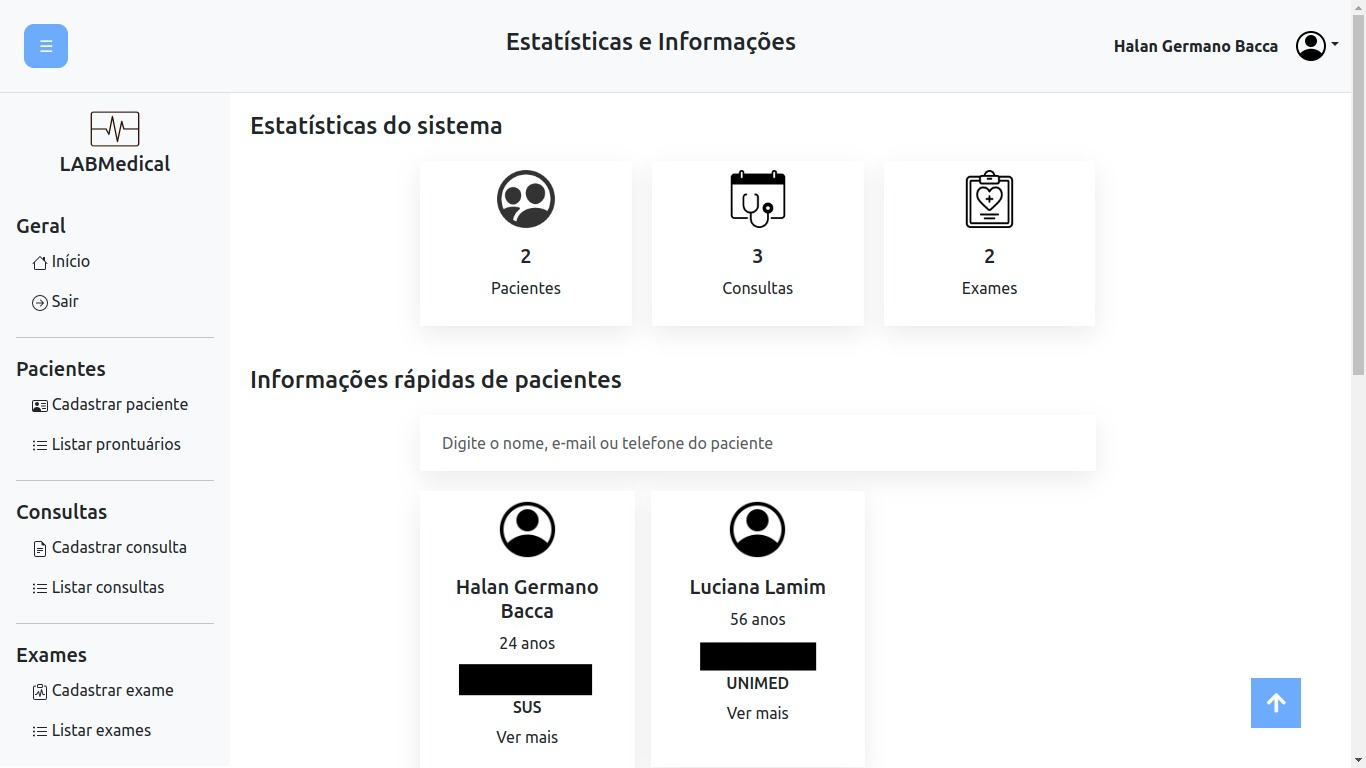 Estatísticas e Informações
Halan Germano Bacca
LABMedical
Geral
Início
Sair
Pacientes
Cadastrar paciente
Listar prontuários
Consultas
Cadastrar consulta
Listar consultas
Exames
Cadastrar exame
Listar exames
Estatísticas do sistema
2
Pacientes
3
Consultas
2
Exames
Informações rápidas de pacientes
Digite o nome, e-mail ou telefone do paciente
Halan Germano
Bacca
24 anos
SUS
Ver mais
Luciana Lamim
56 anos
UNIMED
Ver mais